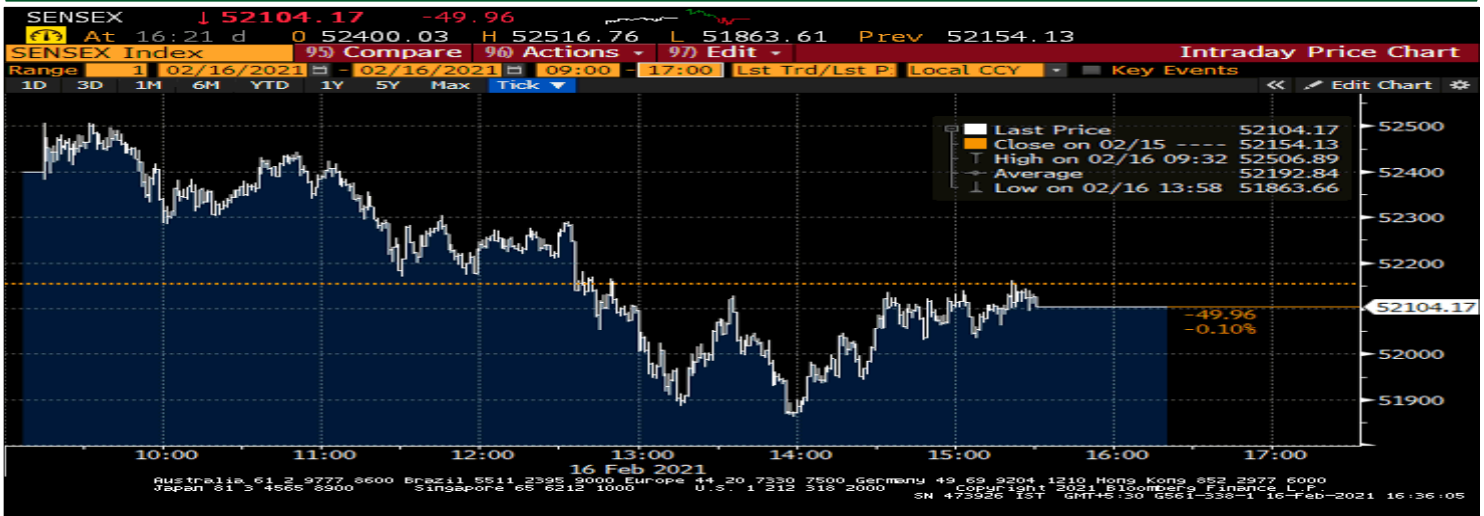 SENSEX ↓ 52104.17 -49.96
At 16:21 d O 52400.03 H 52516.76 L 51863.61 Prev 52154.13
SENSEX Index 95) Compare 96) Actions 97) Edit Intraday Price Chart
Range 1 02/16/2021 - 02/16/2021 09:00 - 17:00 Lst Trd/Lst P: Local CCY Key Events
1D 3D 1M 6M YTD 1Y 5Y Max Tick ▼ « Edit Chart
Last Price 52104.17
Close on 02/15 ---- 52154.13
High on 02/16 09:32 52506.89
Average 52192.84
Low on 02/16 13:58 51863.66
52500
52400
52300
52200
52104.17
52000
51900
-49.96
-0.10%
10:00 11:00 12:00 13:00 14:00 15:00 16:00 17:00
16 Feb 2021
Australia 61 2 9777 8600 Brazil 5511 2395 9000 Europe 44 20 7330 7500 Germany 49 69 9204 1210 Hong Kong 852 2977 6000
Japan 81 3 4565 8900 Singapore 65 6212 1000 U.S. 1 212 318 2000 Copyright 2021 Bloomberg Finance L.P.
SN 473926 IST GMT+5:30 G561-338-1 16-Feb-2021 16:36:05